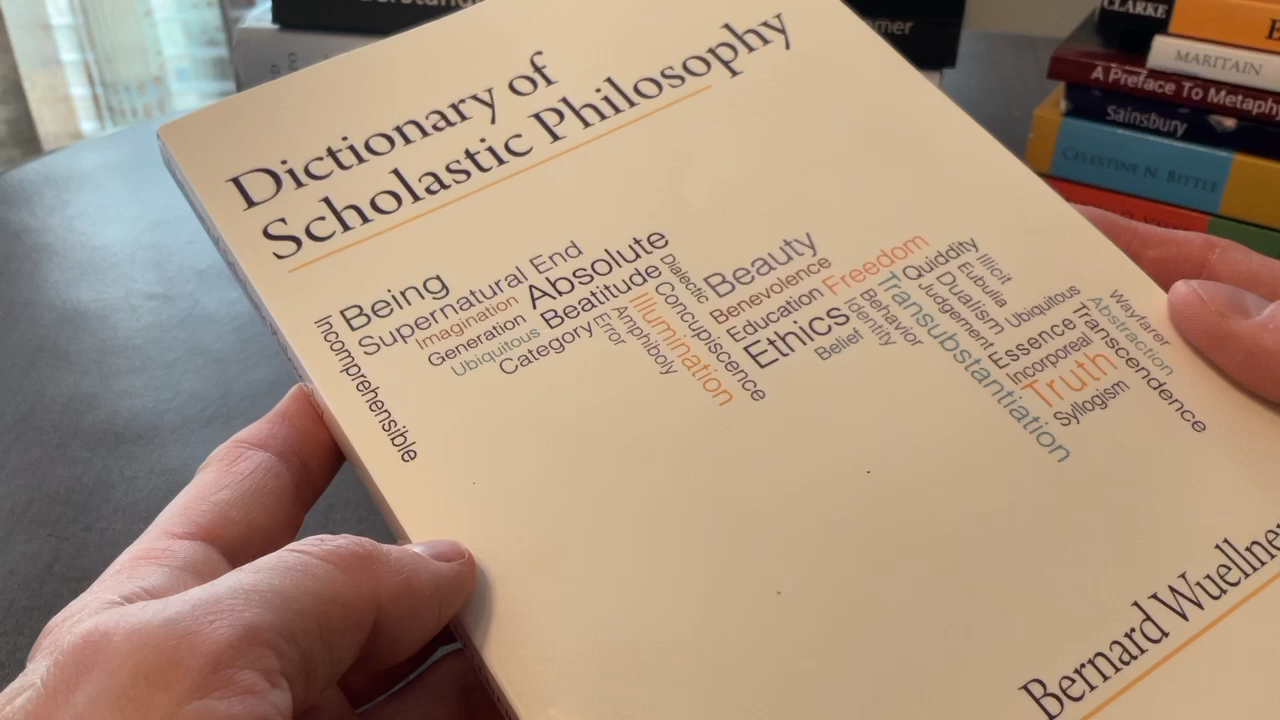 Dictionary of
Scholastic Philosophy
Being
Supernatural End
Imagination
Generation
Ubiquitous
Category
Incomprehensible
Absolute
Beatitude
Error
Amphiboly
Illumination
Concupiscence
Dialectic
Beauty
Benevolence
Education
Ethics
Freedom
Belief
Identity
Behavior
Transubstantiation
Quiddity
Illicit
Eubulia
Dualism
Judgement
Ubiquitous
Essence
Incorporeal
Truth
Syllogism
Transcendence
Abstraction
Wayfarer
Bernard Wuellne
CLARKE
MARITAIN
A Preface To Metaphy
Sainsbury
CELESTINE N. BITTLE